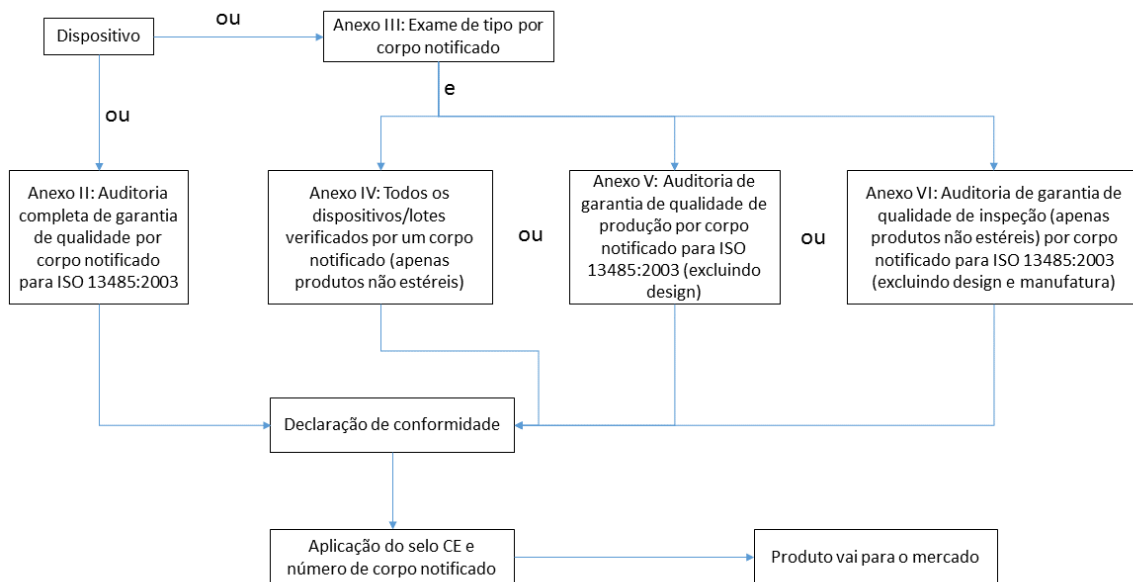 ou
Dispositivo
Anexo III: Exame de tipo por
corpo notificado
e
ou
Anexo II: Auditoria
completa de garantia
de qualidade por
corpo notificado
para ISO 13485:2003
Anexo IV: Todos os
dispositivos/lotes
verificados por um corpo
notificado (apenas
produtos não estéreis)
ou
Anexo V: Auditoria de
garantia de qualidade de
produção por corpo
notificado para ISO
13485:2003 (excluindo
design)
ou
Anexo VI: Auditoria de garantia de
qualidade de inspeção (apenas
produtos não estéreis) por corpo
notificado para ISO 13485:2003
(excluindo design e manufatura)
Declaração de conformidade
Aplicação do selo CE e
número de corpo notificado
Produto vai para o mercado